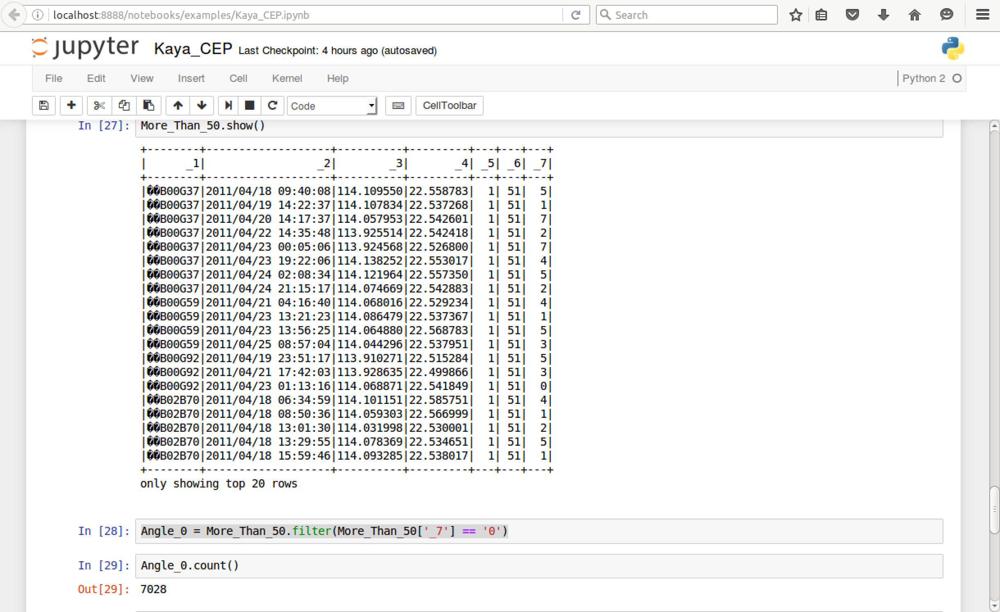 localhost:8888/notebooks/examples/Kaya_CEP.ipynb
Search
jupyter Kaya_CEP Last Checkpoint: 4 hours ago (autosaved)
File Edit View Insert Cell Kernel Help Python 2
Code CellToolbar
In [27]: More_Than_50.show()
+--------+-------------------+----------+---------+---+---+---+
|      _1|                 _2|        _3|       _4| _5| _6| _7|
+--------+-------------------+----------+---------+---+---+---+
|��B00G37|2011/04/18 09:40:08|114.109550|22.558783|  1| 51|  5|
|��B00G37|2011/04/19 14:22:37|114.107834|22.537268|  1| 51|  1|
|��B00G37|2011/04/20 14:17:37|114.057953|22.542601|  1| 51|  7|
|��B00G37|2011/04/22 14:35:48|113.925514|22.542418|  1| 51|  2|
|��B00G37|2011/04/23 00:05:06|113.924568|22.526800|  1| 51|  7|
|��B00G37|2011/04/23 19:22:06|114.138252|22.553017|  1| 51|  4|
|��B00G37|2011/04/24 02:08:34|114.121964|22.557350|  1| 51|  5|
|��B00G37|2011/04/24 21:15:17|114.074669|22.542883|  1| 51|  2|
|��B00G59|2011/04/21 04:16:40|114.068016|22.529234|  1| 51|  4|
|��B00G59|2011/04/23 13:21:23|114.086479|22.537367|  1| 51|  1|
|��B00G59|2011/04/23 13:56:25|114.064880|22.568783|  1| 51|  5|
|��B00G59|2011/04/25 08:57:04|114.044296|22.537951|  1| 51|  3|
|��B00G92|2011/04/19 23:51:17|113.910271|22.515284|  1| 51|  5|
|��B00G92|2011/04/21 17:42:03|113.928635|22.499866|  1| 51|  3|
|��B00G92|2011/04/23 01:13:16|114.068871|22.541849|  1| 51|  0|
|��B02B70|2011/04/18 06:34:59|114.101151|22.585751|  1| 51|  4|
|��B02B70|2011/04/18 08:50:36|114.059303|22.566999|  1| 51|  1|
|��B02B70|2011/04/18 13:01:30|114.031998|22.530001|  1| 51|  2|
|��B02B70|2011/04/18 13:29:55|114.078369|22.534651|  1| 51|  5|
|��B02B70|2011/04/18 15:59:46|114.093285|22.538017|  1| 51|  1|
+--------+-------------------+----------+---------+---+---+---+
only showing top 20 rows
In [28]: Angle_0 = More_Than_50.filter(More_Than_50['_7'] == '0')
In [29]: Angle_0.count()
Out[29]: 7028